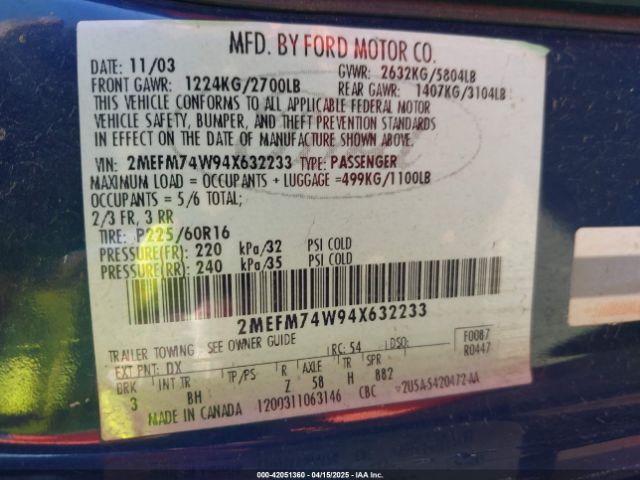 MFD. BY FORD MOTOR CO.
DATE: 11/03 GVWR: 2632KG/5804LB
FRONT GAWR: 1224KG/2700LB REAR GAWR: 1407KG/3104LB
THIS VEHICLE CONFORMS TO ALL APPLICABLE FEDERAL MOTOR
VEHICLE SAFETY, BUMPER, AND THEFT PREVENTION STANDARDS
IN EFFECT ON THE DATE OF MANUFACTURE SHOWN ABOVE.
VIN: 2MEFM74W94X632233 TYPE: PASSENGER
MAXIMUM LOAD = OCCUPANTS + LUGGAGE =499KG/1100LB
OCCUPANTS = 5/6 TOTAL;
2/3 FR, 3 RR
TIRE: P225/60R16
PRESSURE(FR) 220 kPa/32 PSI COLD
PRESSURE(RR) 240 kPa/35 PSI COLD
2MEFM74W94X632233
TRAILER TOWING - SEE OWNER GUIDE
EXT PNT: DX RC: 54 DSO: F0087
BRK INT TR TP/PS R AXLE TR SPR R0447
3 BH Z 58 H 882
MADE IN CANADA 1200311063146 CBC 2U5A-5420472-AA
00-42051360 - 04/15/2025 - IAAI.COM